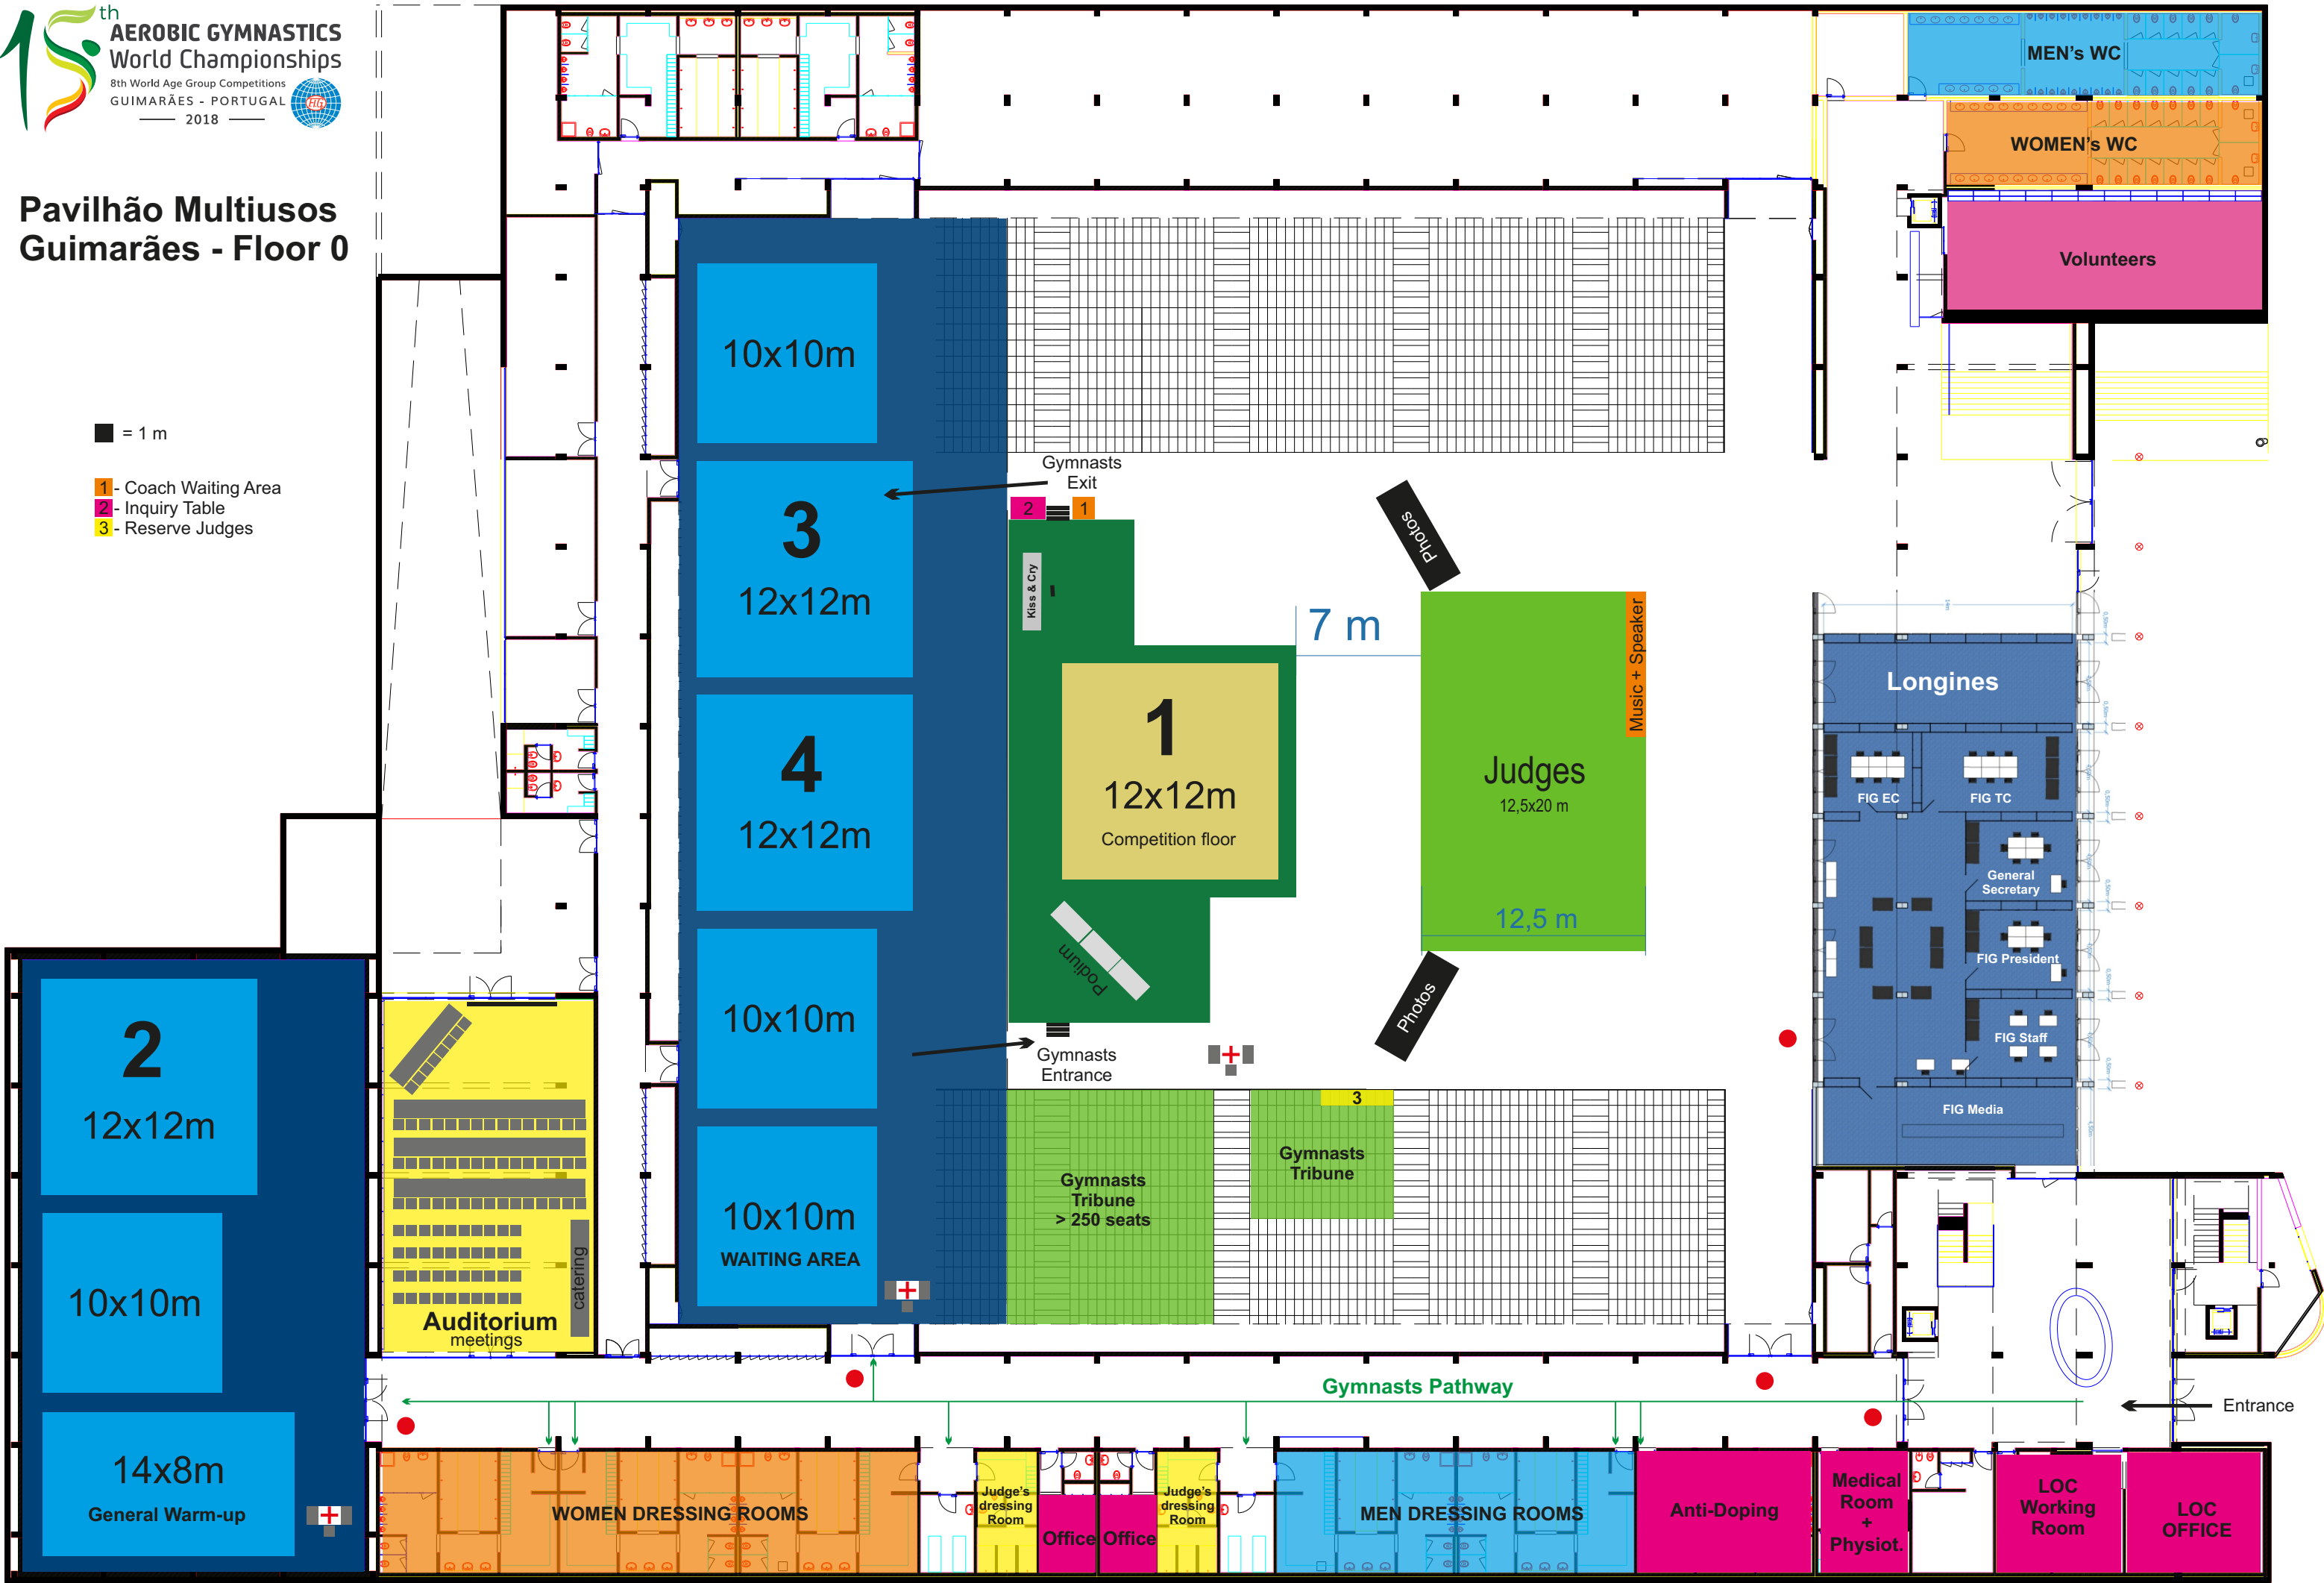 15th
AEROBIC GYMNASTICS
World Championships
8th World Age Group Competitions
GUIMARÃES - PORTUGAL
2018
FIG
Pavilhão Multiusos
Guimarães - Floor 0
= 1 m
1 - Coach Waiting Area
2 - Inquiry Table
3 - Reserve Judges
MEN's WC
WOMEN's WC
Volunteers
10x10m
3
12x12m
4
12x12m
10x10m
10x10m
WAITING AREA
Gymnasts
Exit
2
1
Kiss & Cry
1
12x12m
Competition floor
Podium
Gymnasts
Entrance
Photos
7 m
Music + Speaker
Judges
12,5x20 m
12,5 m
Photos
Longines
FIG EC
FIG TC
General
Secretary
FIG President
FIG Staff
FIG Media
3
Gymnasts
Tribune
> 250 seats
Gymnasts
Tribune
2
12x12m
10x10m
14x8m
General Warm-up
catering
Auditorium
meetings
Gymnasts Pathway
Entrance
WOMEN DRESSING ROOMS
Judge's
dressing
Room
Office
Office
Judge's
dressing
Room
MEN DRESSING ROOMS
Anti-Doping
Medical
Room
+
Physiot.
LOC
Working
Room
LOC
OFFICE